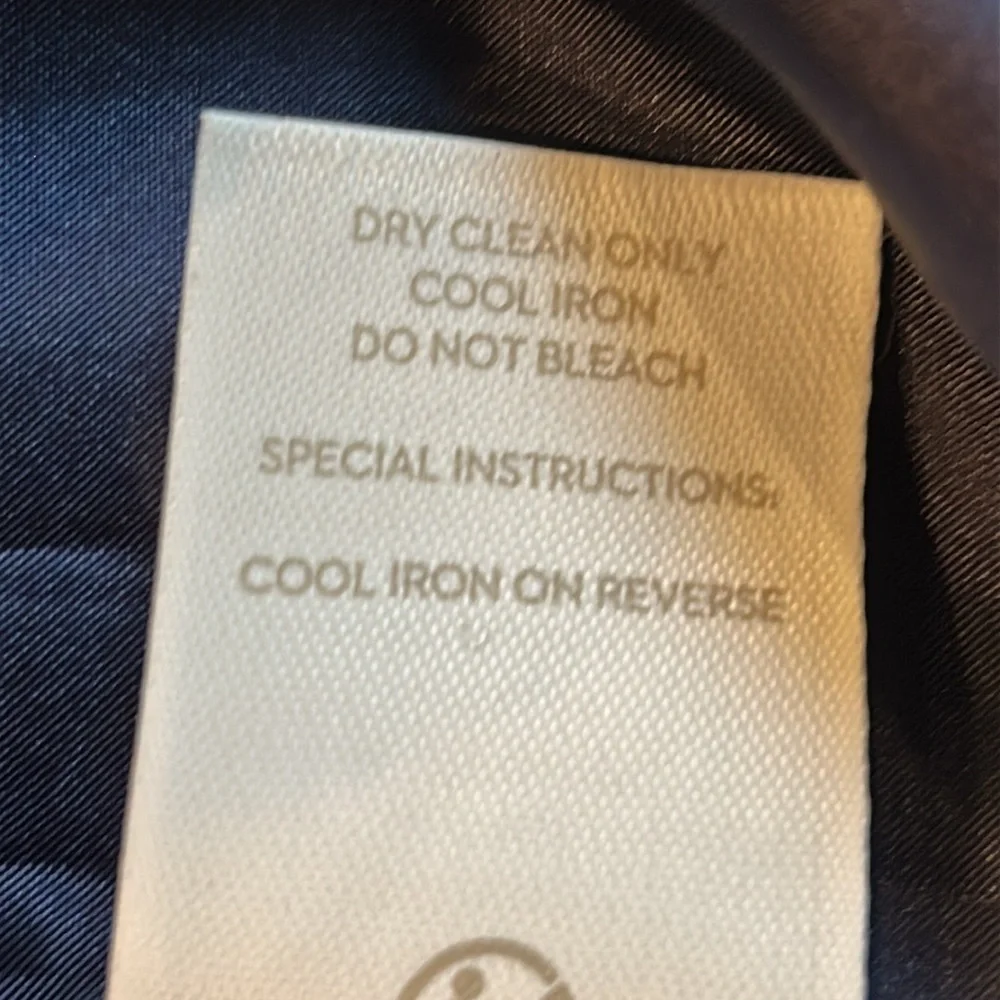 DRY CLEAN ONLY
COOL IRON
DO NOT BLEACH
SPECIAL INSTRUCTIONS:
COOL IRON ON REVERSE